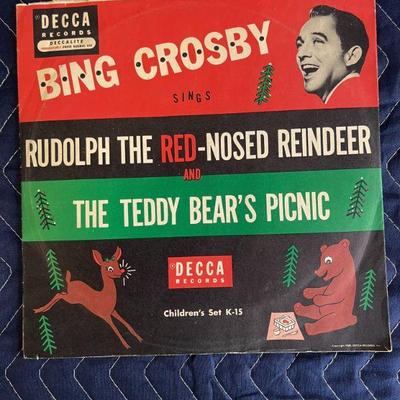 DECCA
RECORDS
DECCALITE
BING CROSBY
SINGS
RUDOLPH THE RED-NOSED REINDEER
AND
THE TEDDY BEAR'S PICNIC
DECCA
RECORDS
Children's Set K-15